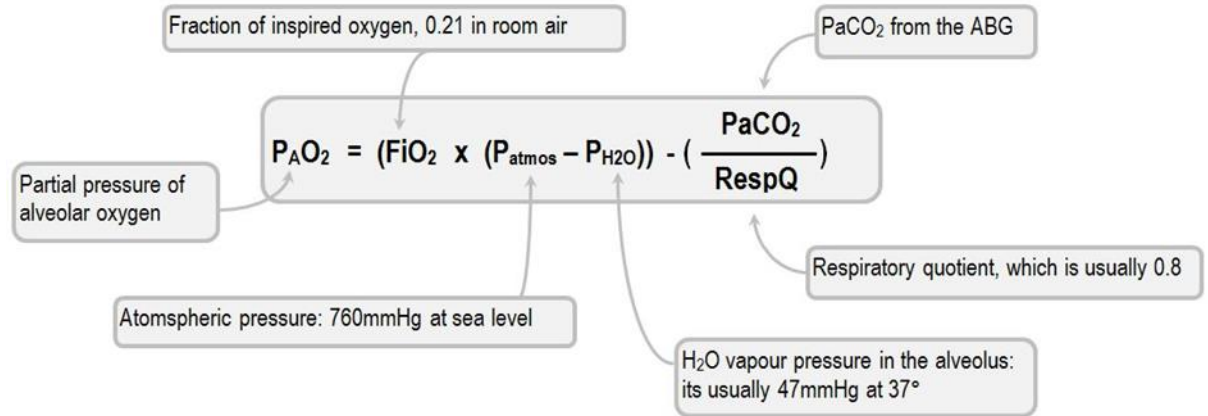 Fraction of inspired oxygen, 0.21 in room air
PaCO₂ from the ABG
PAO₂ = (FiO₂ x (Patmos – PH2O)) - ( PaCO₂ / RespQ )
Partial pressure of
alveolar oxygen
Respiratory quotient, which is usually 0.8
Atomspheric pressure: 760mmHg at sea level
H₂O vapour pressure in the alveolus:
its usually 47mmHg at 37°